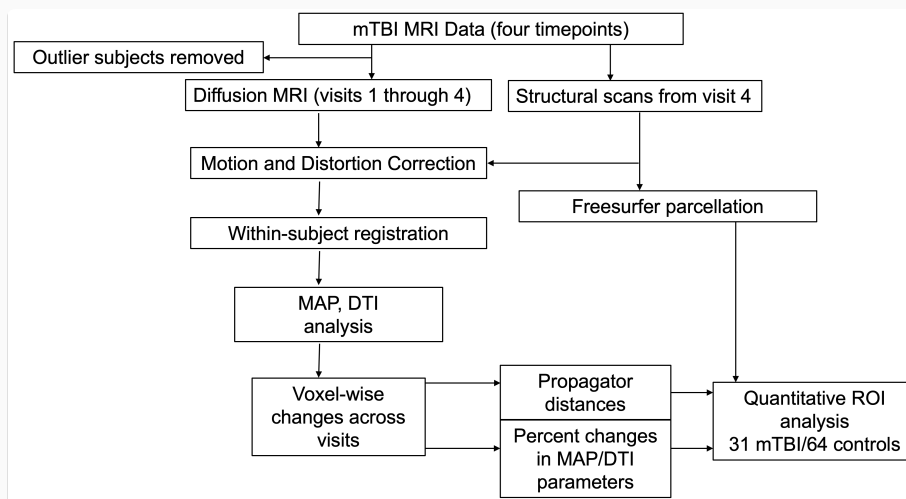 mTBI MRI Data (four timepoints)
Outlier subjects removed
Diffusion MRI (visits 1 through 4)
Structural scans from visit 4
Motion and Distortion Correction
Freesurfer parcellation
Within-subject registration
MAP, DTI
analysis
Voxel-wise
changes across
visits
Propagator
distances
Percent changes
in MAP/DTI
parameters
Quantitative ROI
analysis
31 mTBI/64 controls